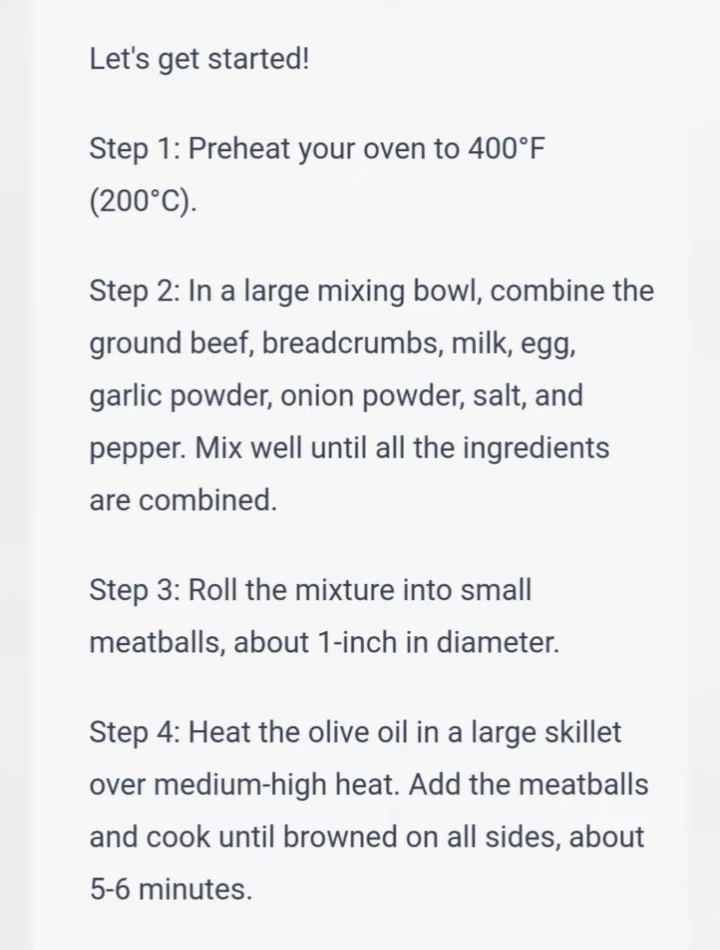 Let's get started!
Step 1: Preheat your oven to 400°F
(200°C).
Step 2: In a large mixing bowl, combine the
ground beef, breadcrumbs, milk, egg,
garlic powder, onion powder, salt, and
pepper. Mix well until all the ingredients
are combined.
Step 3: Roll the mixture into small
meatballs, about 1-inch in diameter.
Step 4: Heat the olive oil in a large skillet
over medium-high heat. Add the meatballs
and cook until browned on all sides, about
5-6 minutes.